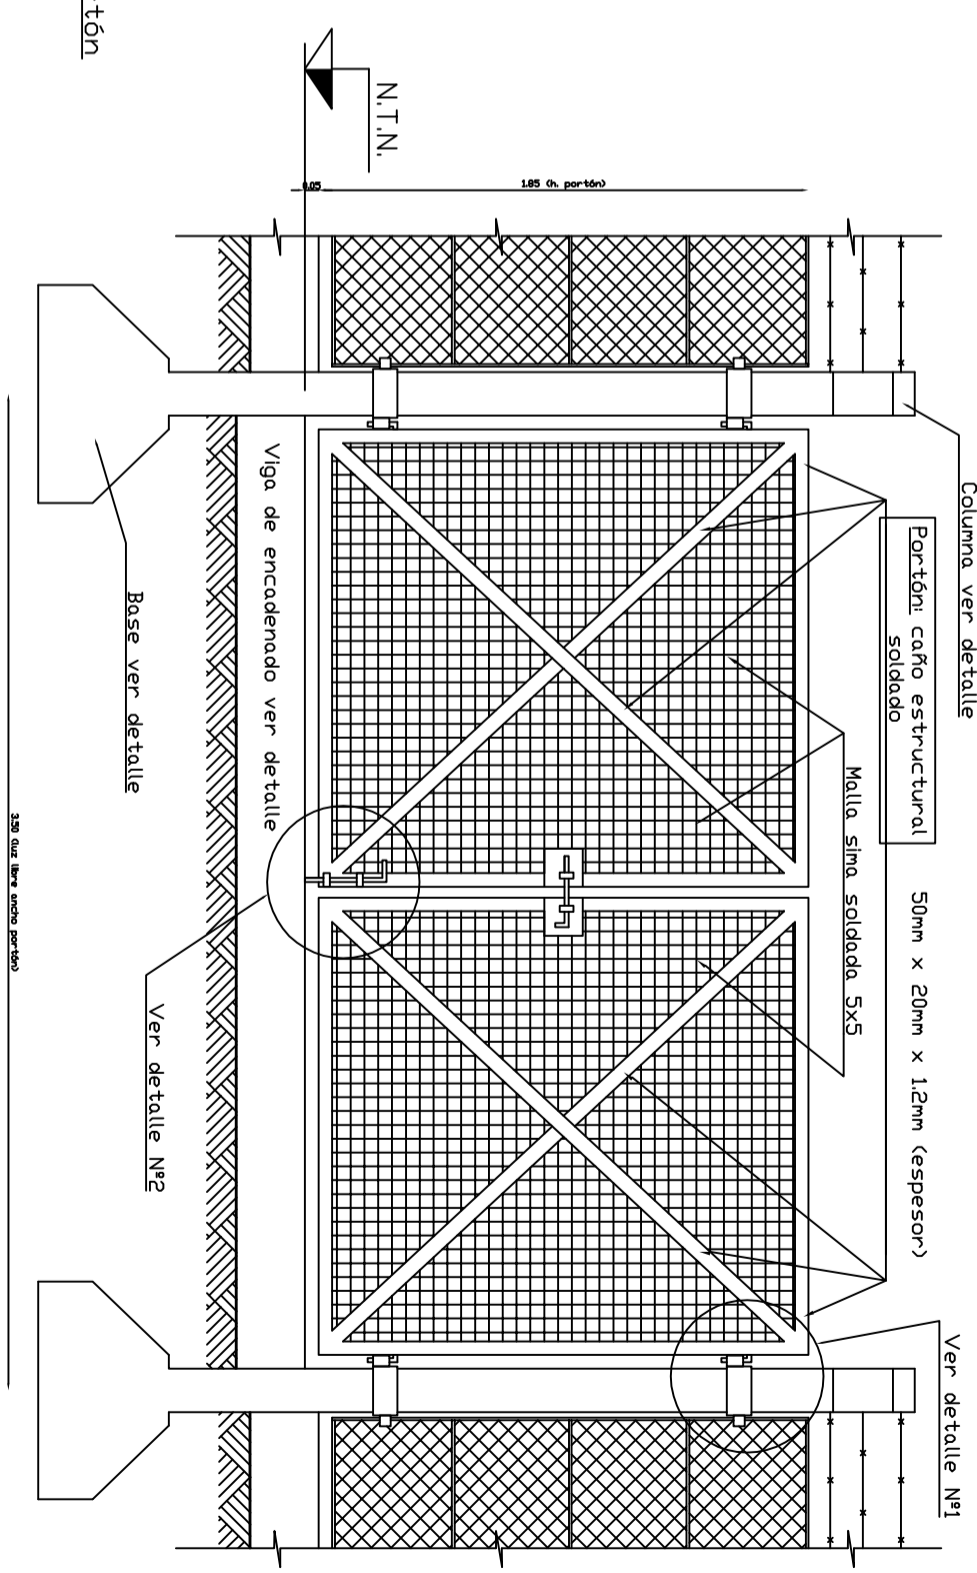 Columna ver detalle
Portón: caño estructural
soldado
50mm x 20mm x 1.2mm (espesor)
Ver detalle Nº1
Malla sima soldada 5x5
1.85 (h. portón)
0.05
N.T.N.
Viga de encadenado ver detalle
Base ver detalle
Ver detalle Nº2
3.50 (luz libre ancho portón)
rtón